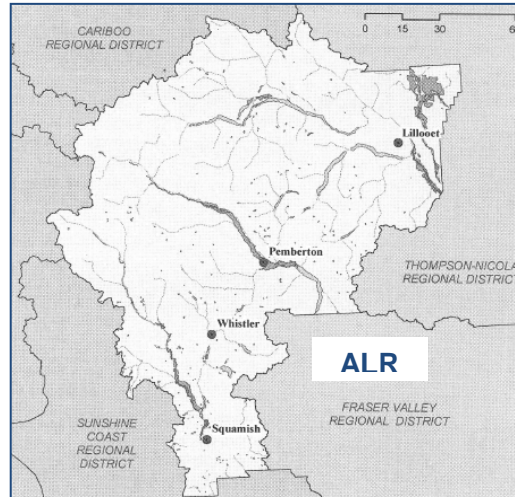 CARIBOO
REGIONAL DISTRICT
0 15 30 45
Lillooet
Pemberton
THOMPSON-NICOLA
REGIONAL DISTRICT
Whistler
ALR
FRASER VALLEY
REGIONAL DISTRICT
SUNSHINE
COAST
REGIONAL
DISTRICT
Squamish